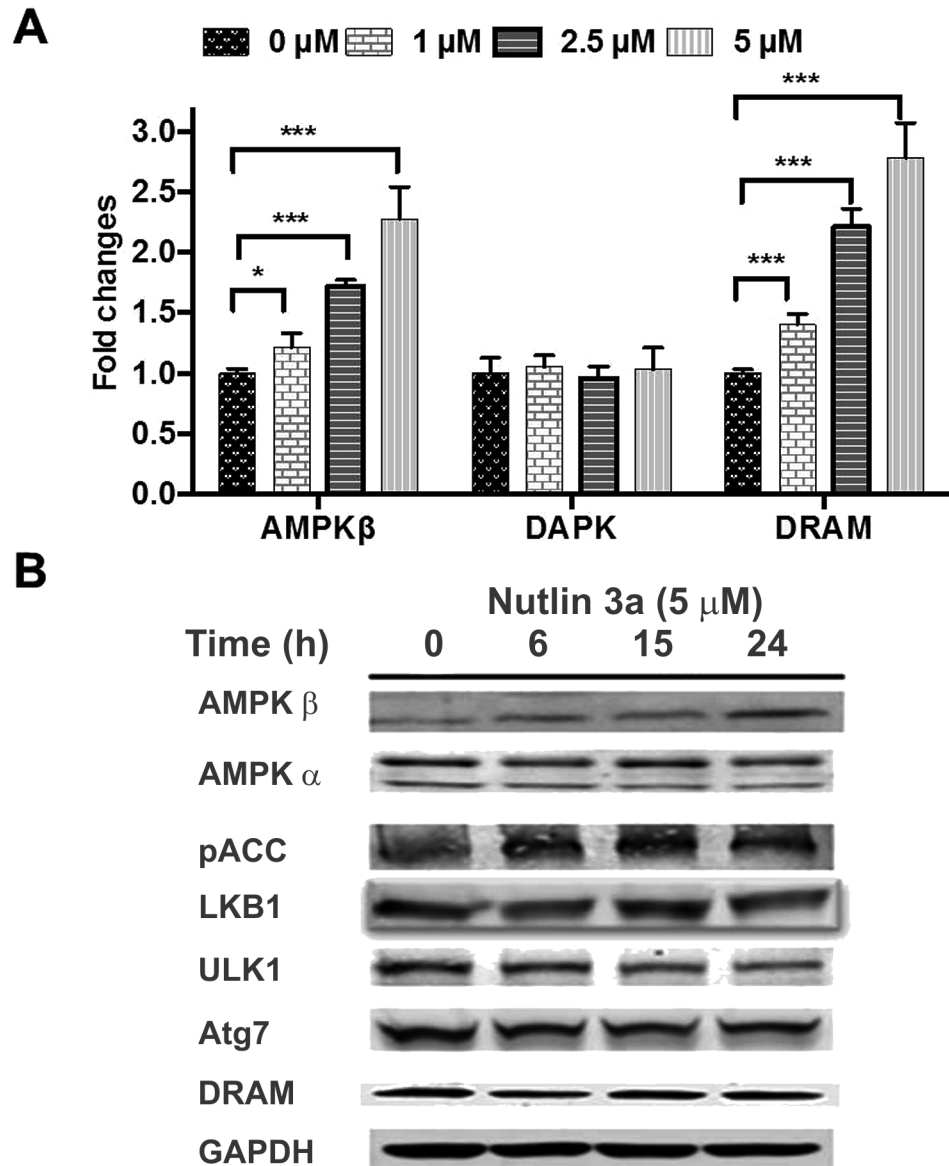 A
0 µM 1 µM 2.5 µM 5 µM
***
***
***
***
***
*
3.0
2.5
2.0
1.5
1.0
0.5
0.0
Fold changes
AMPKβ DAPK DRAM
B
Nutlin 3a (5 µM)
Time (h) 0 6 15 24
AMPK β
AMPK α
pACC
LKB1
ULK1
Atg7
DRAM
GAPDH